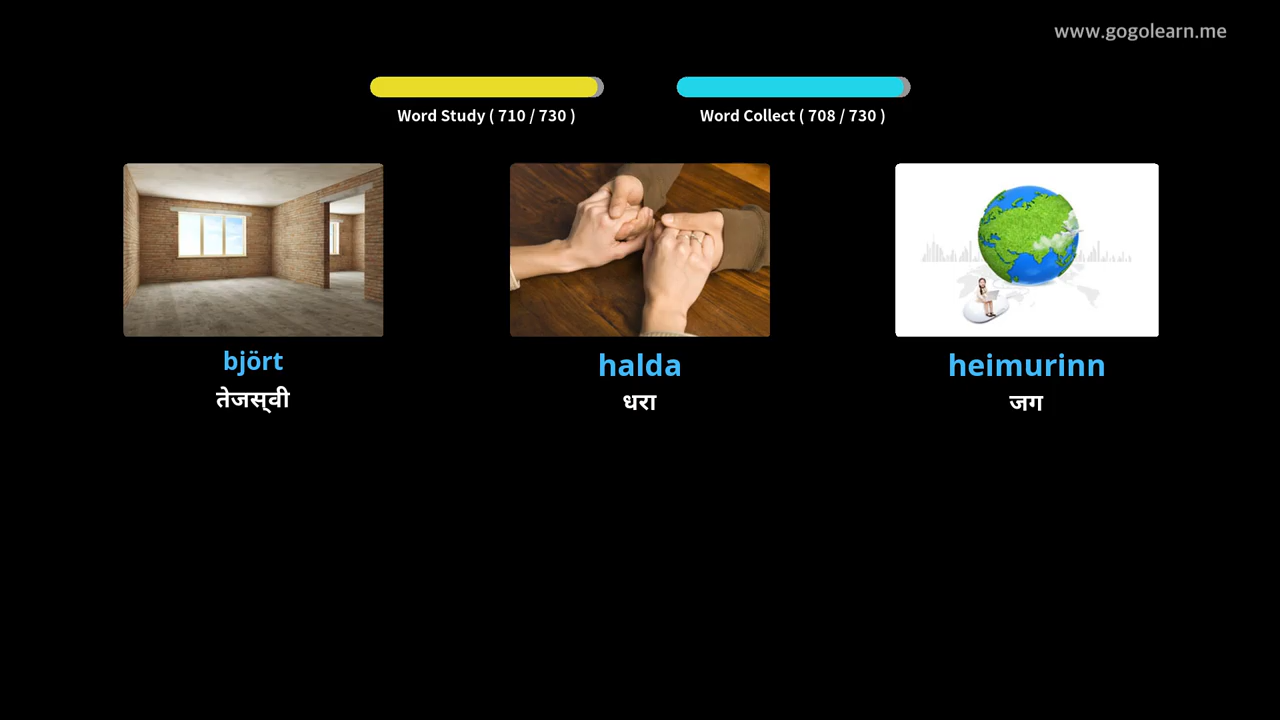 www.gogolearn.me
Word Study ( 710 / 730 )
Word Collect ( 708 / 730 )
björt
halda
heimurinn
तेजस्वी
धरा
जग